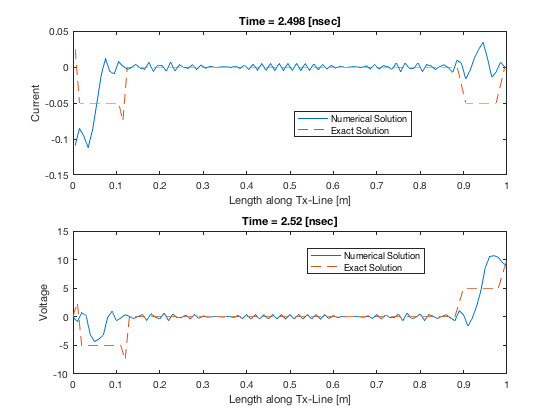 Time = 2.498 [nsec]
0.05
0
-0.05
-0.1
-0.15
Current
Numerical Solution
Exact Solution
0 0.1 0.2 0.3 0.4 0.5 0.6 0.7 0.8 0.9 1
Length along Tx-Line [m]
Time = 2.52 [nsec]
15
10
5
0
-5
-10
Voltage
Numerical Solution
Exact Solution
0 0.1 0.2 0.3 0.4 0.5 0.6 0.7 0.8 0.9 1
Length along Tx-Line [m]